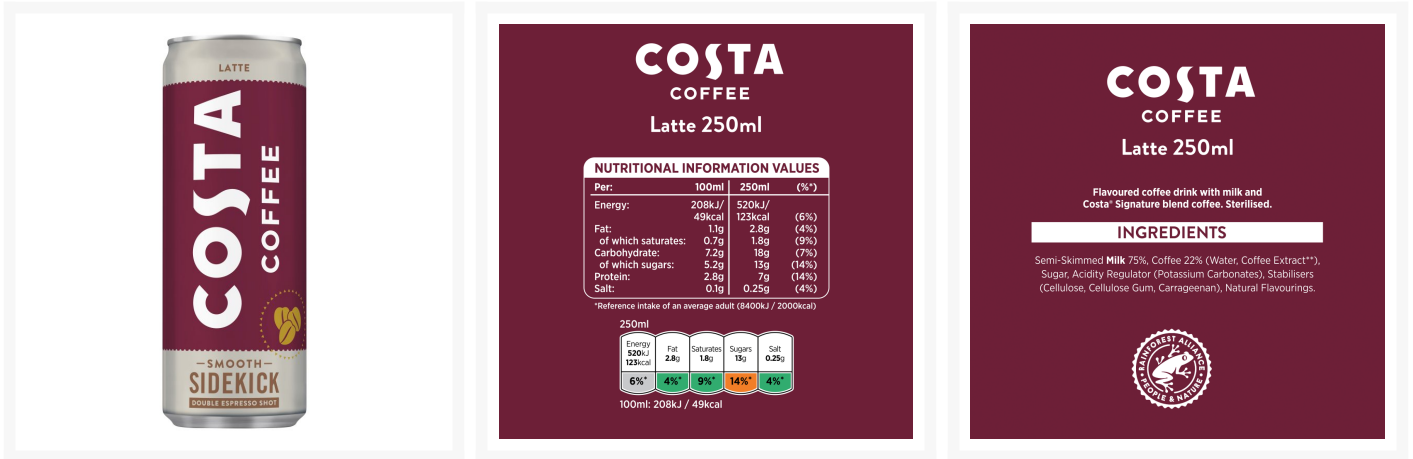 LATTE
COSTA
COFFEE
SMOOTH
SIDEKICK
DOUBLE ESPRESSO SHOT
COSTA
COFFEE
Latte 250ml
NUTRITIONAL INFORMATION VALUES
Per: 100ml 250ml (%*)
Energy: 208kJ/ 520kJ/
49kcal 123kcal (6%)
Fat: 1.1g 2.8g (4%)
of which saturates: 0.7g 1.8g (9%)
Carbohydrate: 7.2g 18g (7%)
of which sugars: 5.2g 13g (14%)
Protein: 2.8g 7g (14%)
Salt: 0.1g 0.25g (4%)
*Reference intake of an average adult (8400kJ / 2000kcal)
250ml
Energy Fat Saturates Sugars Salt
520kJ 2.8g 1.8g 13g 0.25g
123kcal
6%* 4%* 9%* 14%* 4%*
100ml: 208kJ / 49kcal
COSTA
COFFEE
Latte 250ml
Flavoured coffee drink with milk and
Costa® Signature blend coffee. Sterilised.
INGREDIENTS
Semi-Skimmed Milk 75%, Coffee 22% (Water, Coffee Extract**),
Sugar, Acidity Regulator (Potassium Carbonates), Stabilisers
(Cellulose, Cellulose Gum, Carrageenan), Natural Flavourings.
RAINFOREST ALLIANCE
PEOPLE & NATURE